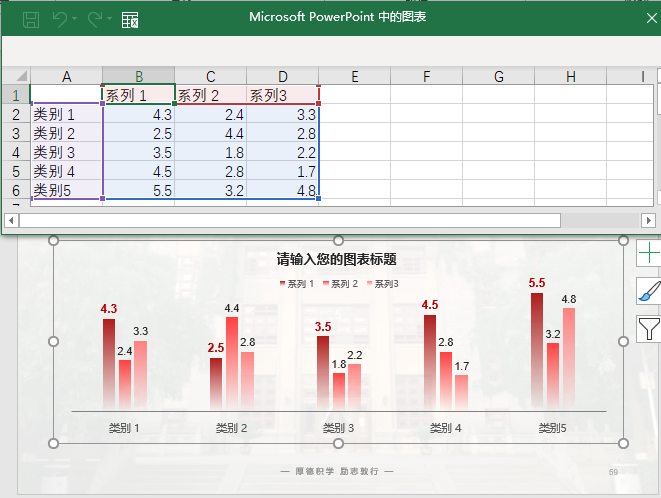 Microsoft PowerPoint 中的图表
A B C D E F G H I
1 系列 1 系列 2 系列3
2 类别 1 4.3 2.4 3.3
3 类别 2 2.5 4.4 2.8
4 类别 3 3.5 1.8 2.2
5 类别 4 4.5 2.8 1.7
6 类别5 5.5 3.2 4.8
请输入您的图表标题
系列 1 系列 2 系列3
4.3 2.4 3.3 2.5 4.4 2.8 3.5 1.8 2.2 4.5 2.8 1.7 5.5 3.2 4.8
类别 1 类别 2 类别 3 类别 4 类别5
— 厚德积学 励志敦行 —
59